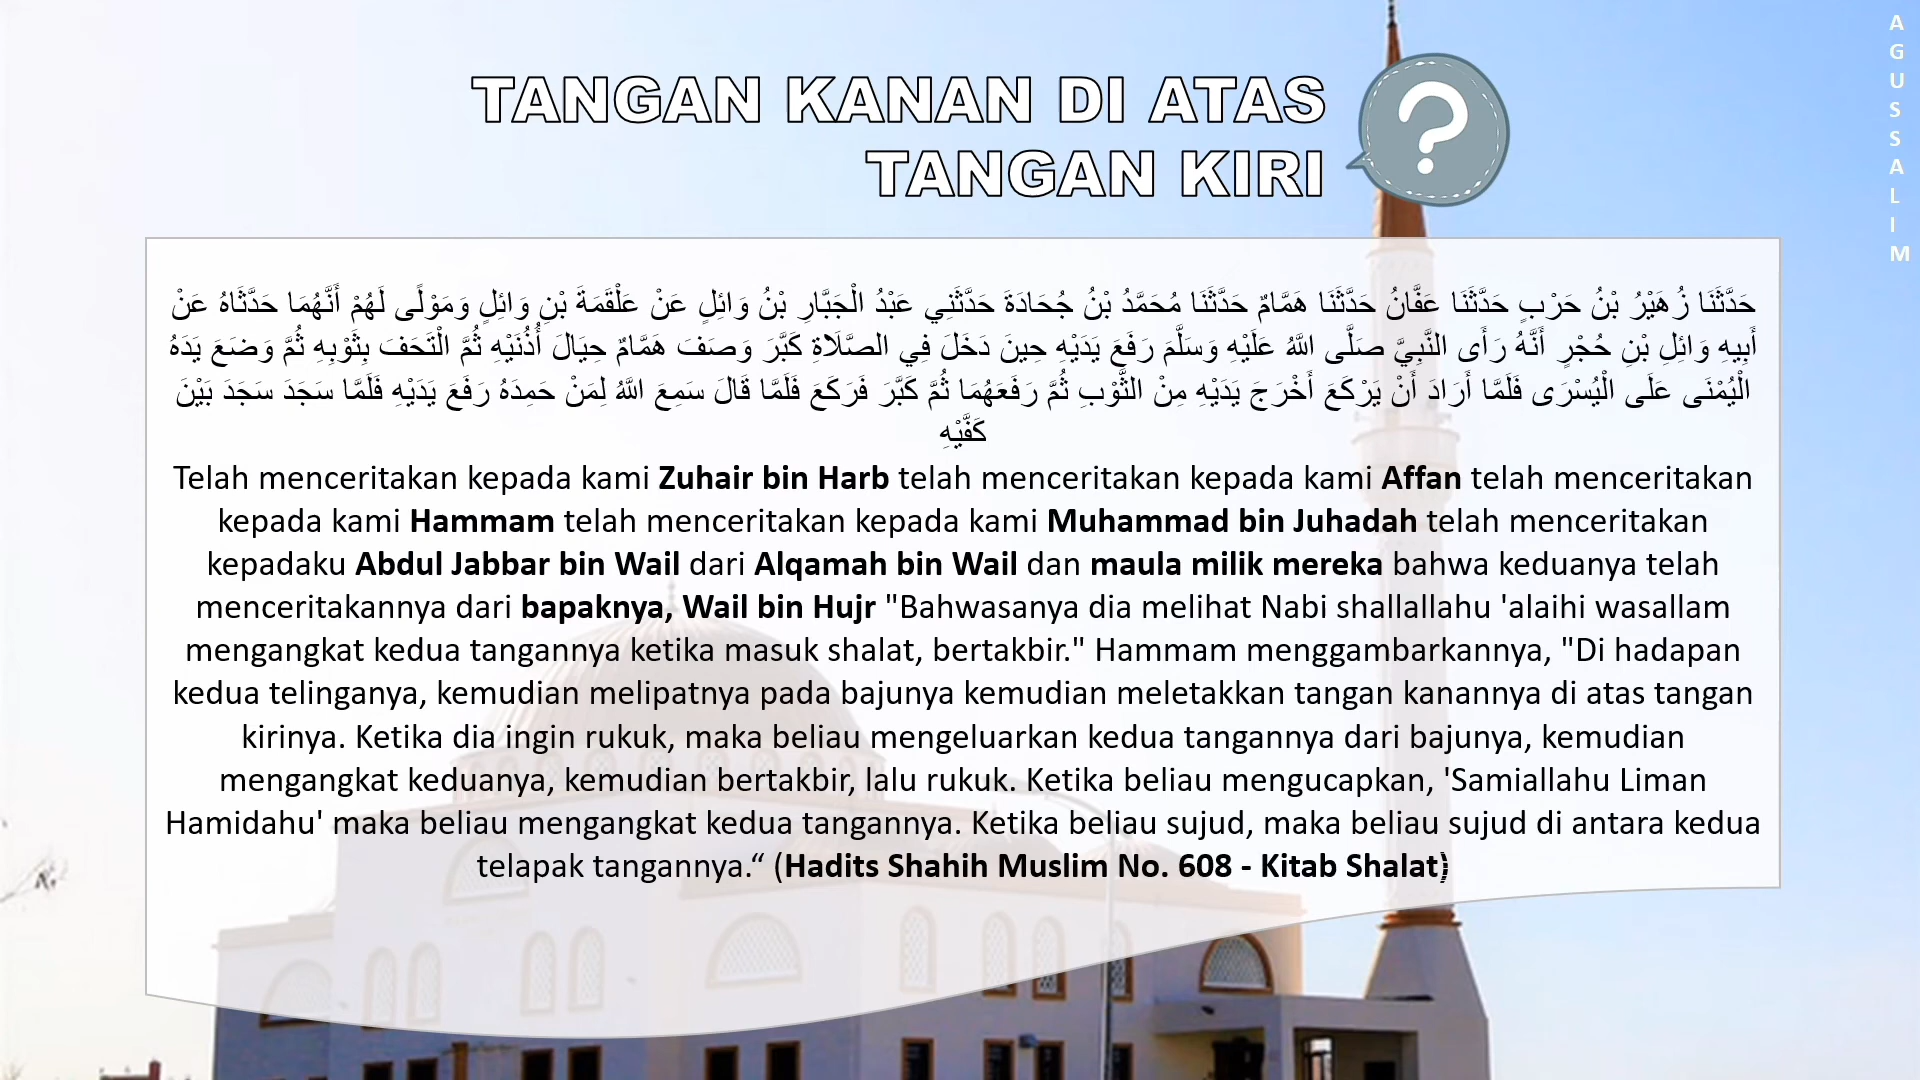 TANGAN KANAN DI ATAS
TANGAN KIRI
?
AGUSSALIM
حَدَّثَنَا زُهَيْرُ بْنُ حَرْبٍ حَدَّثَنَا عَفَّانُ حَدَّثَنَا هَمَّامٌ حَدَّثَنَا مُحَمَّدُ بْنُ جُحَادَةَ حَدَّثَنِي عَبْدُ الْجَبَّارِ بْنُ وَائِلٍ عَنْ عَلْقَمَةَ بْنِ وَائِلٍ وَمَوْلًى لَهُمْ أَنَّهُمَا حَدَّثَاهُ عَنْ
أَبِيهِ وَائِلِ بْنِ حُجْرٍ أَنَّهُ رَأَى النَّبِيَّ صَلَّى اللَّهُ عَلَيْهِ وَسَلَّمَ رَفَعَ يَدَيْهِ حِينَ دَخَلَ فِي الصَّلَاةِ كَبَّرَ وَصَفَ هَمَّامٌ حِيَالَ أُذُنَيْهِ ثُمَّ الْتَحَفَ بِثَوْبِهِ ثُمَّ وَضَعَ يَدَهُ
الْيُمْنَى عَلَى الْيُسْرَى فَلَمَّا أَرَادَ أَنْ يَرْكَعَ أَخْرَجَ يَدَيْهِ مِنْ الثَّوْبِ ثُمَّ رَفَعَهُمَا ثُمَّ كَبَّرَ فَرَكَعَ فَلَمَّا قَالَ سَمِعَ اللَّهُ لِمَنْ حَمِدَهُ رَفَعَ يَدَيْهِ فَلَمَّا سَجَدَ سَجَدَ بَيْنَ
كَفَّيْهِ
Telah menceritakan kepada kami Zuhair bin Harb telah menceritakan kepada kami Affan telah menceritakan
kepada kami Hammam telah menceritakan kepada kami Muhammad bin Juhadah telah menceritakan
kepadaku Abdul Jabbar bin Wail dari Alqamah bin Wail dan maula milik mereka bahwa keduanya telah
menceritakannya dari bapaknya, Wail bin Hujr "Bahwasanya dia melihat Nabi shallallahu 'alaihi wasallam
mengangkat kedua tangannya ketika masuk shalat, bertakbir." Hammam menggambarkannya, "Di hadapan
kedua telinganya, kemudian melipatnya pada bajunya kemudian meletakkan tangan kanannya di atas tangan
kirinya. Ketika dia ingin rukuk, maka beliau mengeluarkan kedua tangannya dari bajunya, kemudian
mengangkat keduanya, kemudian bertakbir, lalu rukuk. Ketika beliau mengucapkan, 'Samiallahu Liman
Hamidahu' maka beliau mengangkat kedua tangannya. Ketika beliau sujud, maka beliau sujud di antara kedua
telapak tangannya.“ (Hadits Shahih Muslim No. 608 - Kitab Shalat)